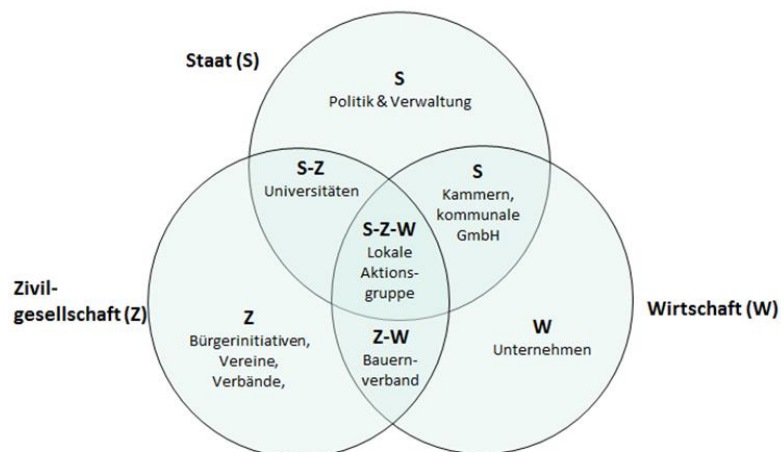 Staat (S)
S
Politik & Verwaltung
S-Z
Universitäten
S
Kammern,
kommunale
GmbH
S-Z-W
Lokale
Aktions-
gruppe
Zivil-
gesellschaft (Z)
Z
Bürgerinitiativen,
Vereine,
Verbände,
Z-W
Bauern-
verband
W
Unternehmen
Wirtschaft (W)